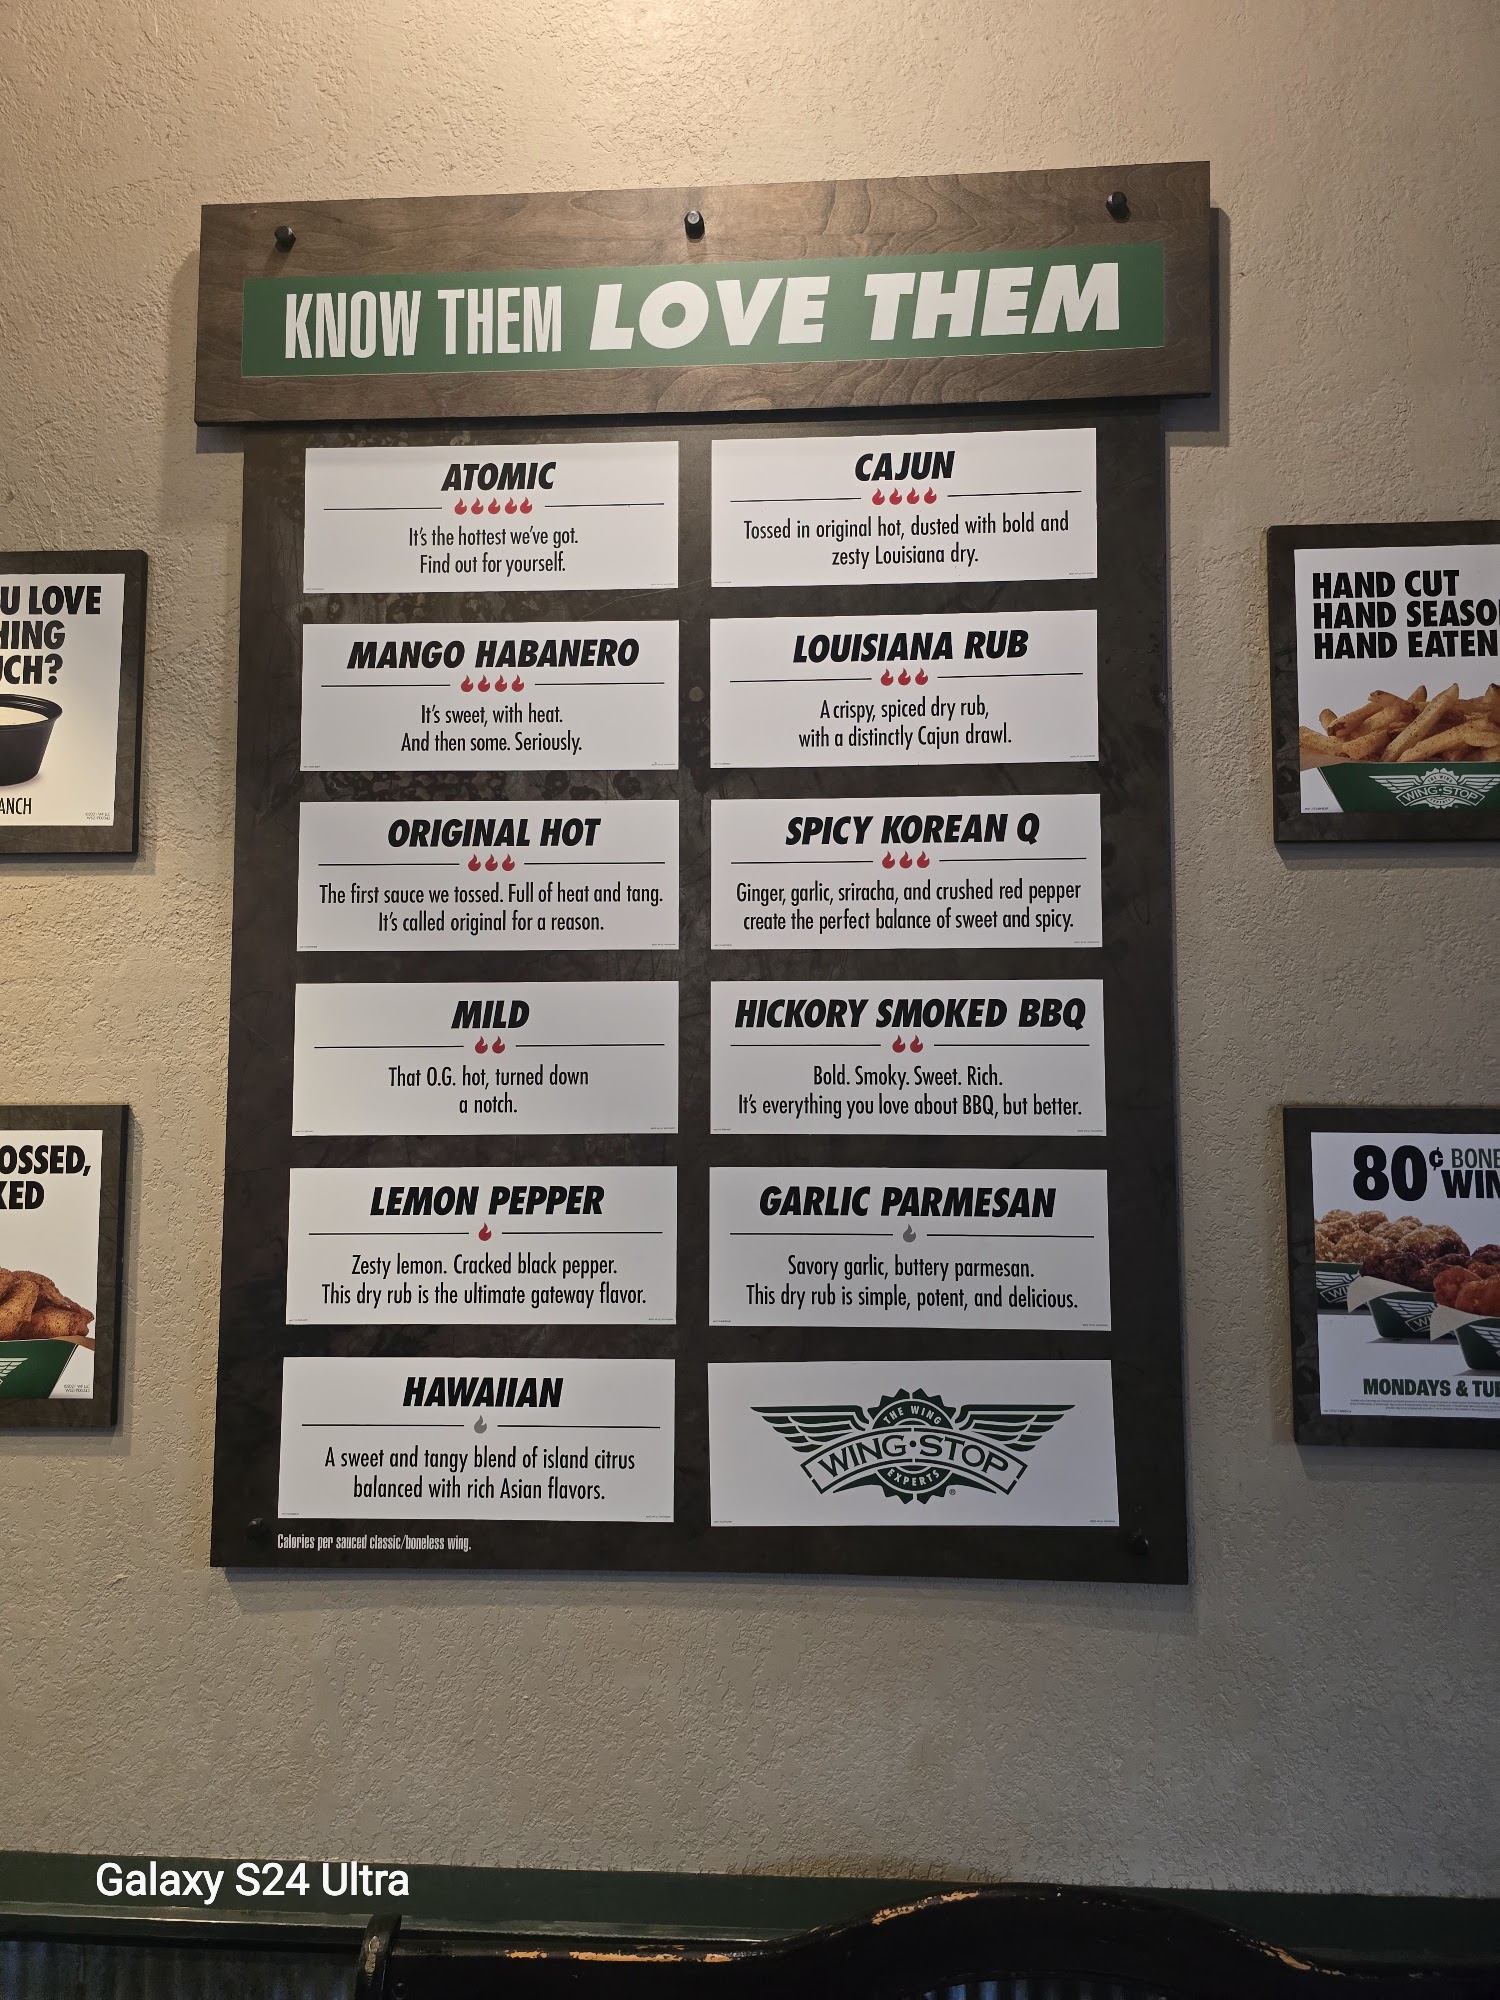 KNOW THEM LOVE THEM
ATOMIC
It's the hottest we've got.
Find out for yourself.
CAJUN
Tossed in original hot, dusted with bold and
zesty Louisiana dry.
MANGO HABANERO
It's sweet, with heat.
And then some. Seriously.
LOUISIANA RUB
A crispy, spiced dry rub,
with a distinctly Cajun drawl.
ORIGINAL HOT
The first sauce we tossed. Full of heat and tang.
It's called original for a reason.
SPICY KOREAN Q
Ginger, garlic, sriracha, and crushed red pepper
create the perfect balance of sweet and spicy.
MILD
That O.G. hot, turned down
a notch.
HICKORY SMOKED BBQ
Bold. Smoky. Sweet. Rich.
It's everything you love about BBQ, but better.
LEMON PEPPER
Zesty lemon. Cracked black pepper.
This dry rub is the ultimate gateway flavor.
GARLIC PARMESAN
Savory garlic, buttery parmesan.
This dry rub is simple, potent, and delicious.
HAWAIIAN
A sweet and tangy blend of island citrus
balanced with rich Asian flavors.
THE WING
WING·STOP
EXPERTS
Calories per sauced classic/boneless wing.
U LOVE
HING
UCH?
ANCH
OSSED,
KED
HAND CUT
HAND SEASO
HAND EATEN
WING·STOP
80¢ BONE
WIN
MONDAYS & TUE
Galaxy S24 Ultra